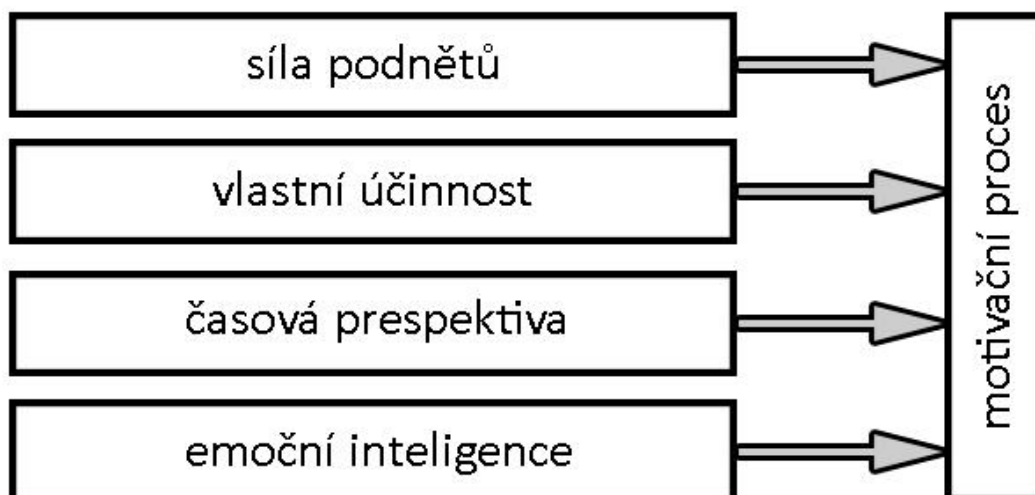 síla podnětů
vlastní účinnost
časová prespektiva
emoční inteligence
motivační proces